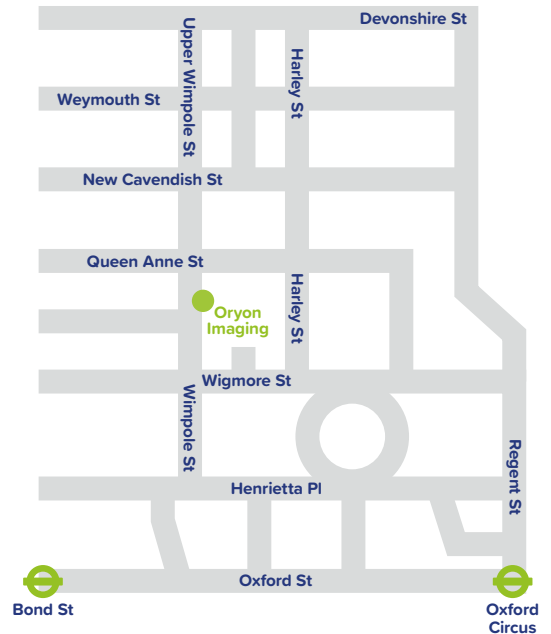 Devonshire St
Upper Wimpole St
Harley St
Weymouth St
New Cavendish St
Queen Anne St
Harley St
Oryon
Imaging
Wigmore St
Wimpole St
Regent St
Henrietta Pl
Oxford St
Bond St
Oxford
Circus